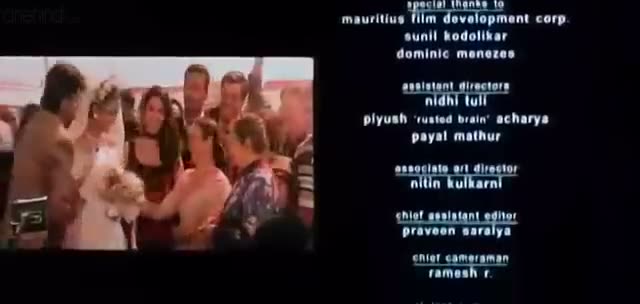 special thanks to
mauritius film development corp.
sunil kodolikar
dominic menezes
assistant directors
nidhi tuli
piyush 'rusted brain' acharya
payal mathur
associate art director
nitin kulkarni
chief assistant editor
praveen saraiya
chief cameraman
ramesh r.